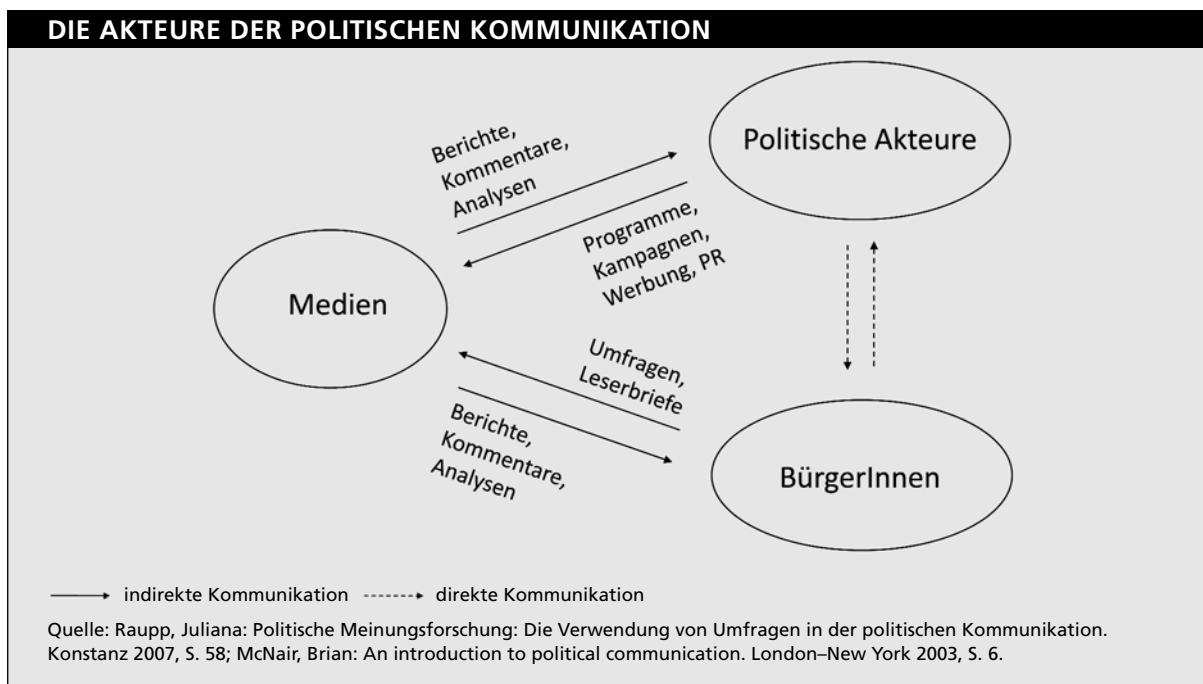 DIE AKTEURE DER POLITISCHEN KOMMUNIKATION
Berichte,
Kommentare,
Analysen
Politische Akteure
Programme,
Kampagnen,
Werbung, PR
Medien
Umfragen,
Leserbriefe
Berichte,
Kommentare,
Analysen
BürgerInnen
indirekte Kommunikation direkte Kommunikation
Quelle: Raupp, Juliana: Politische Meinungsforschung: Die Verwendung von Umfragen in der politischen Kommunikation.
Konstanz 2007, S. 58; McNair, Brian: An introduction to political communication. London–New York 2003, S. 6.